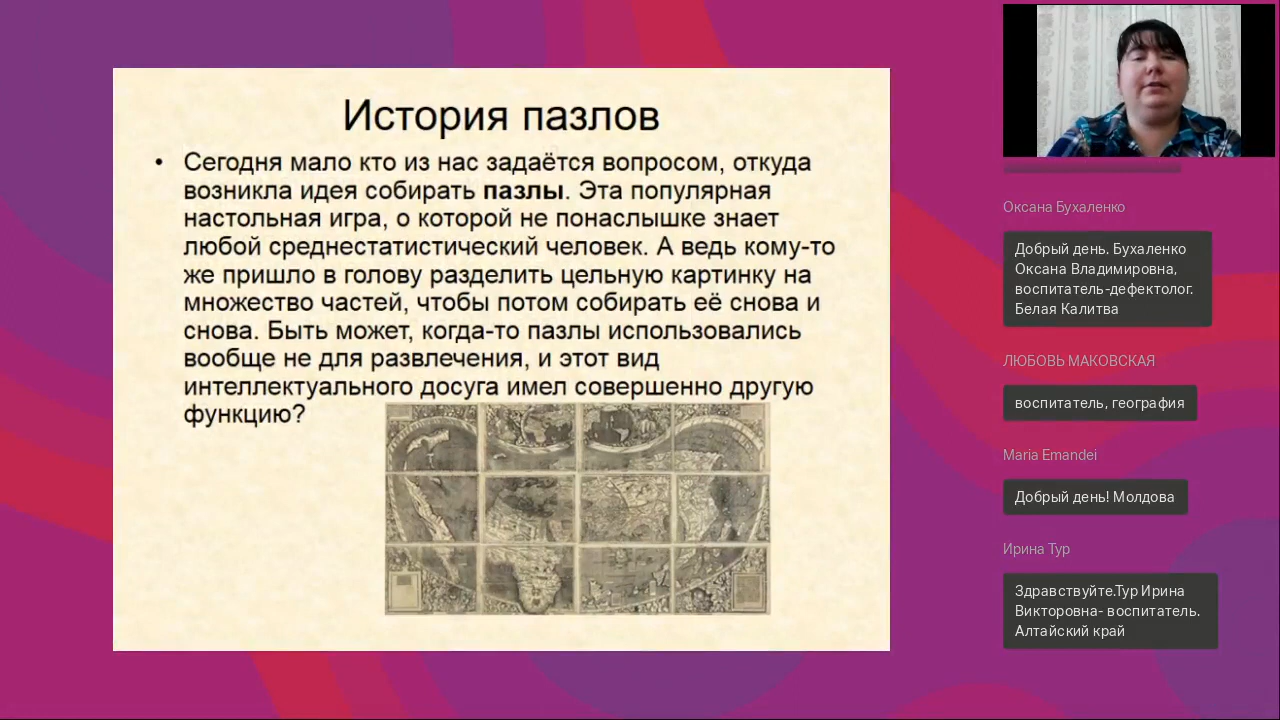 История пазлов
• Сегодня мало кто из нас задаётся вопросом, откуда
возникла идея собирать пазлы. Эта популярная
настольная игра, о которой не понаслышке знает
любой среднестатистический человек. А ведь кому-то
же пришло в голову разделить цельную картинку на
множество частей, чтобы потом собирать её снова и
снова. Быть может, когда-то пазлы использовались
вообще не для развлечения, и этот вид
интеллектуального досуга имел совершенно другую
функцию?
Оксана Бухаленко
Добрый день. Бухаленко
Оксана Владимировна,
воспитатель-дефектолог.
Белая Калитва
ЛЮБОВЬ МАКОВСКАЯ
воспитатель, география
Maria Emandei
Добрый день! Молдова
Ирина Тур
Здравствуйте.Тур Ирина
Викторовна- воспитатель.
Алтайский край